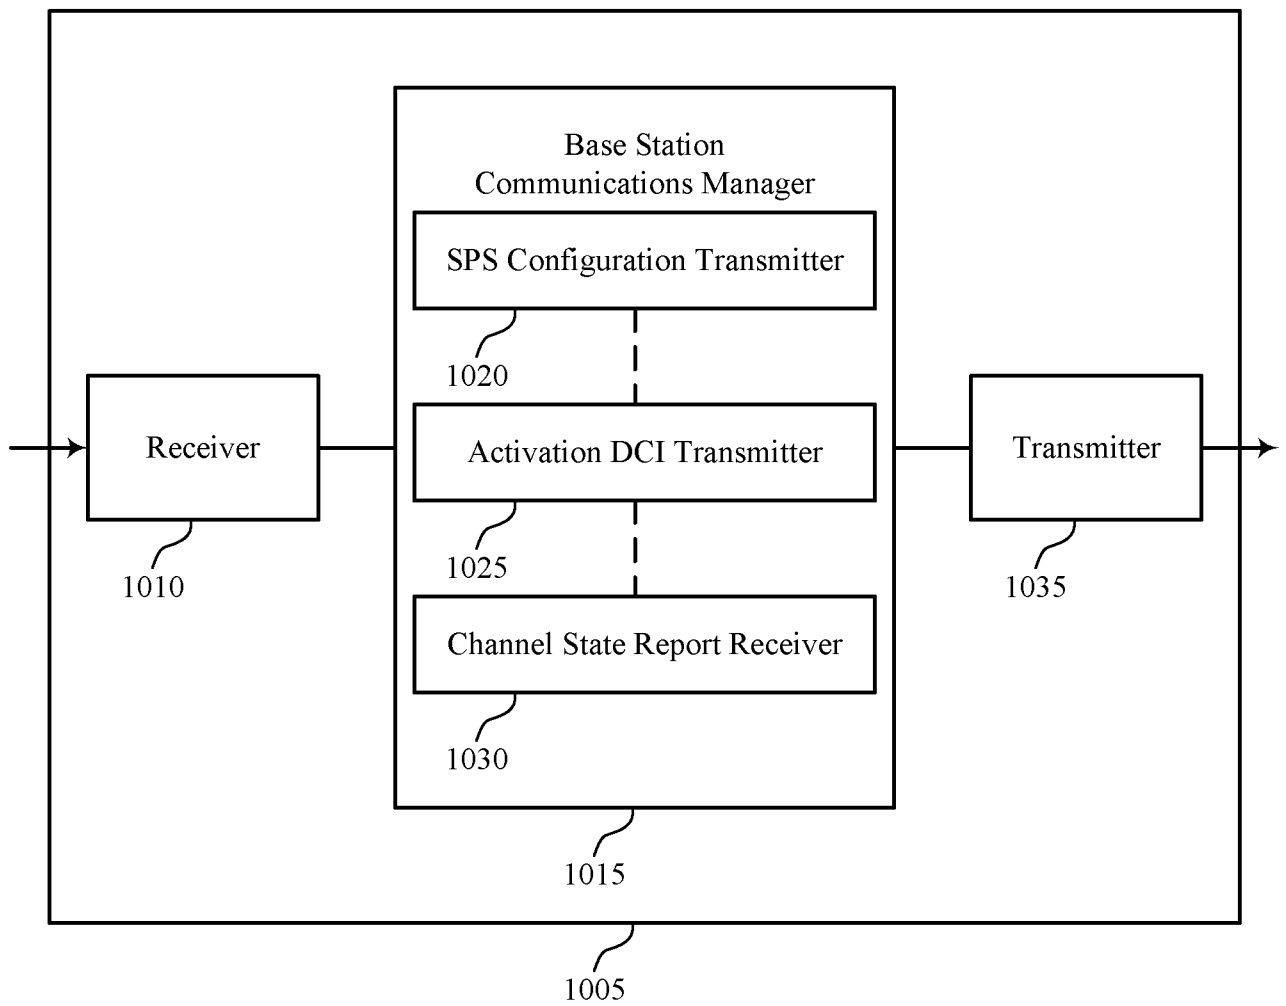 Base Station
Communications Manager
SPS Configuration Transmitter
1020
Receiver
1010
Activation DCI Transmitter
1025
Transmitter
1035
Channel State Report Receiver
1030
1015
1005